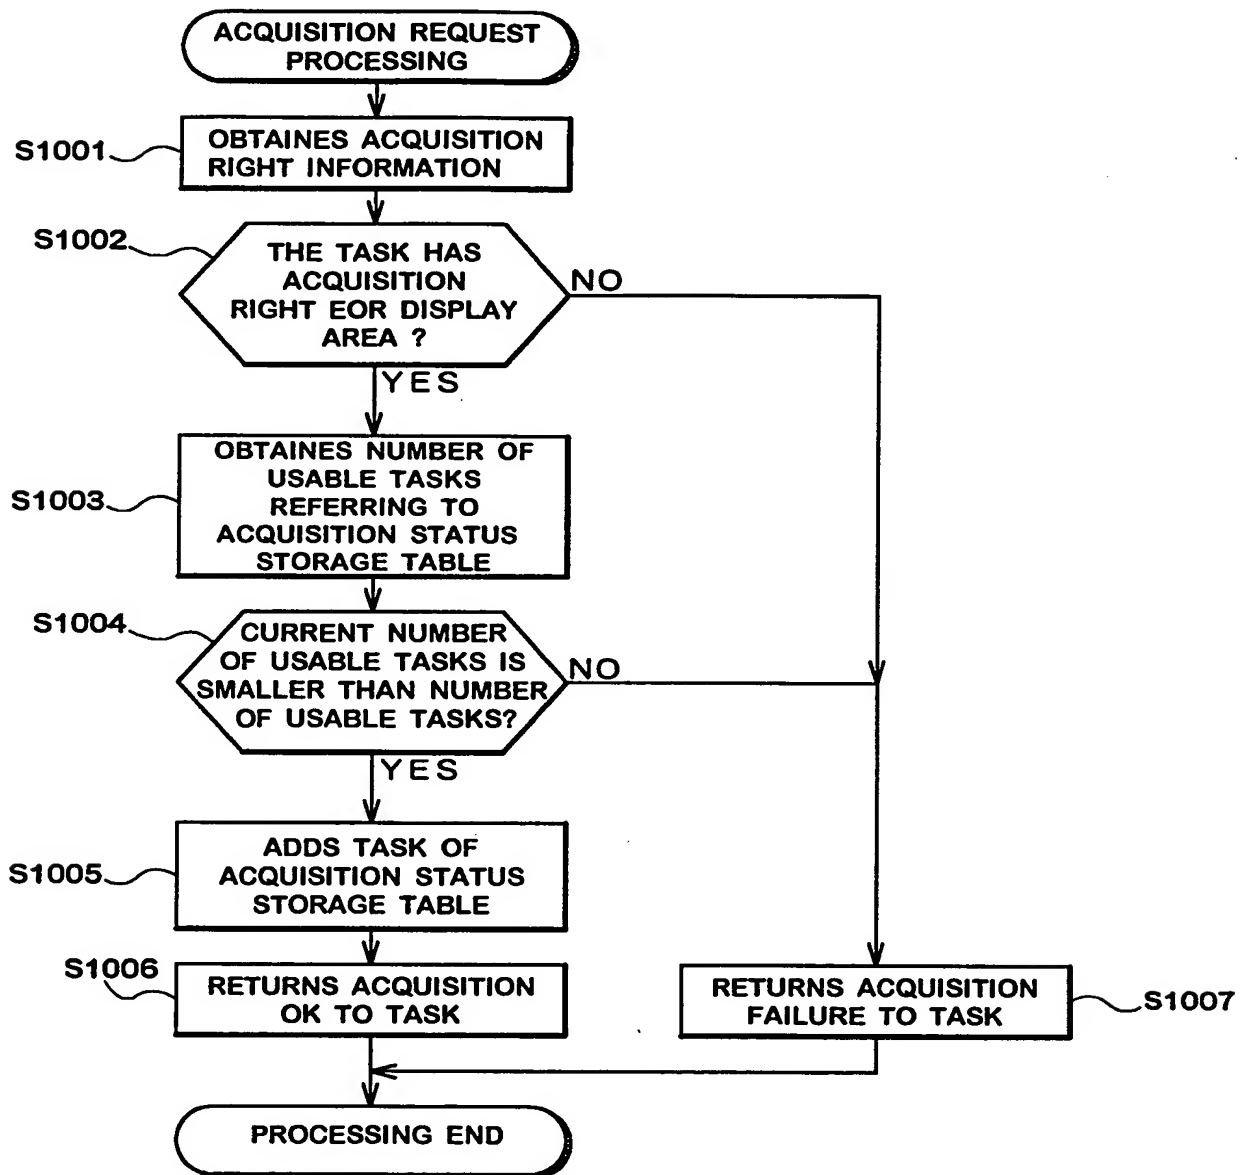 ACQUISITION REQUEST
PROCESSING
S1001
OBTAINES ACQUISITION
RIGHT INFORMATION
S1002
THE TASK HAS
ACQUISITION
RIGHT EOR DISPLAY
AREA ?
NO
YES
S1003
OBTAINES NUMBER OF
USABLE TASKS
REFERRING TO
ACQUISITION STATUS
STORAGE TABLE
S1004
CURRENT NUMBER
OF USABLE TASKS IS
SMALLER THAN NUMBER
OF USABLE TASKS?
NO
YES
S1005
ADDS TASK OF
ACQUISITION STATUS
STORAGE TABLE
S1006
RETURNS ACQUISITION
OK TO TASK
RETURNS ACQUISITION
FAILURE TO TASK
S1007
PROCESSING END